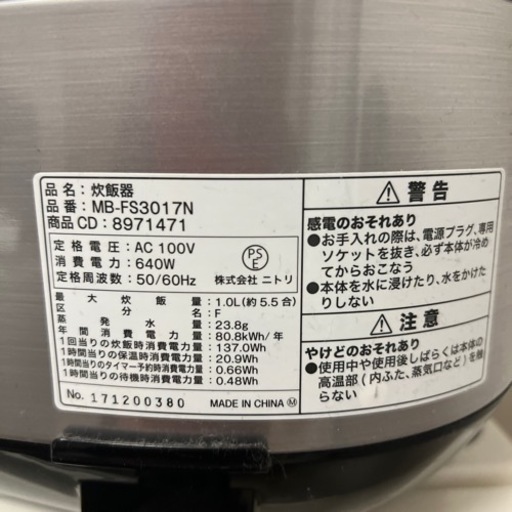 品名：炊飯器
品番：MB-FS3017N
商品CD：8971471
定格電圧：AC 100V
消費電力：640W
定格周波数：50/60Hz
PS
E
株式会社 ニトリ
最大炊飯量：1.0L(約5.5合)
区分名：F
蒸発水量：23.8g
年間消費電力量：80.8kWh/年
1回当りの炊飯時消費電力量：137.0Wh
1時間当りの保温時消費電力量：20.9Wh
1時間当りのタイマー予約時消費電力量：0.66Wh
1時間当りの待機時消費電力量：0.48Wh
No. 171200380
MADE IN CHINA Ⓜ
⚠ 警告
感電のおそれあり
●お手入れの際は、電源プラグ、専用
ソケットを抜き、必ず本体が冷め
てからおこなう
●本体を水に浸けたり、水をかけた
りしない
⚠ 注意
やけどのおそれあり
●使用中や使用後しばらくは本体の
高温部（内ふた、蒸気口など）を触
らない